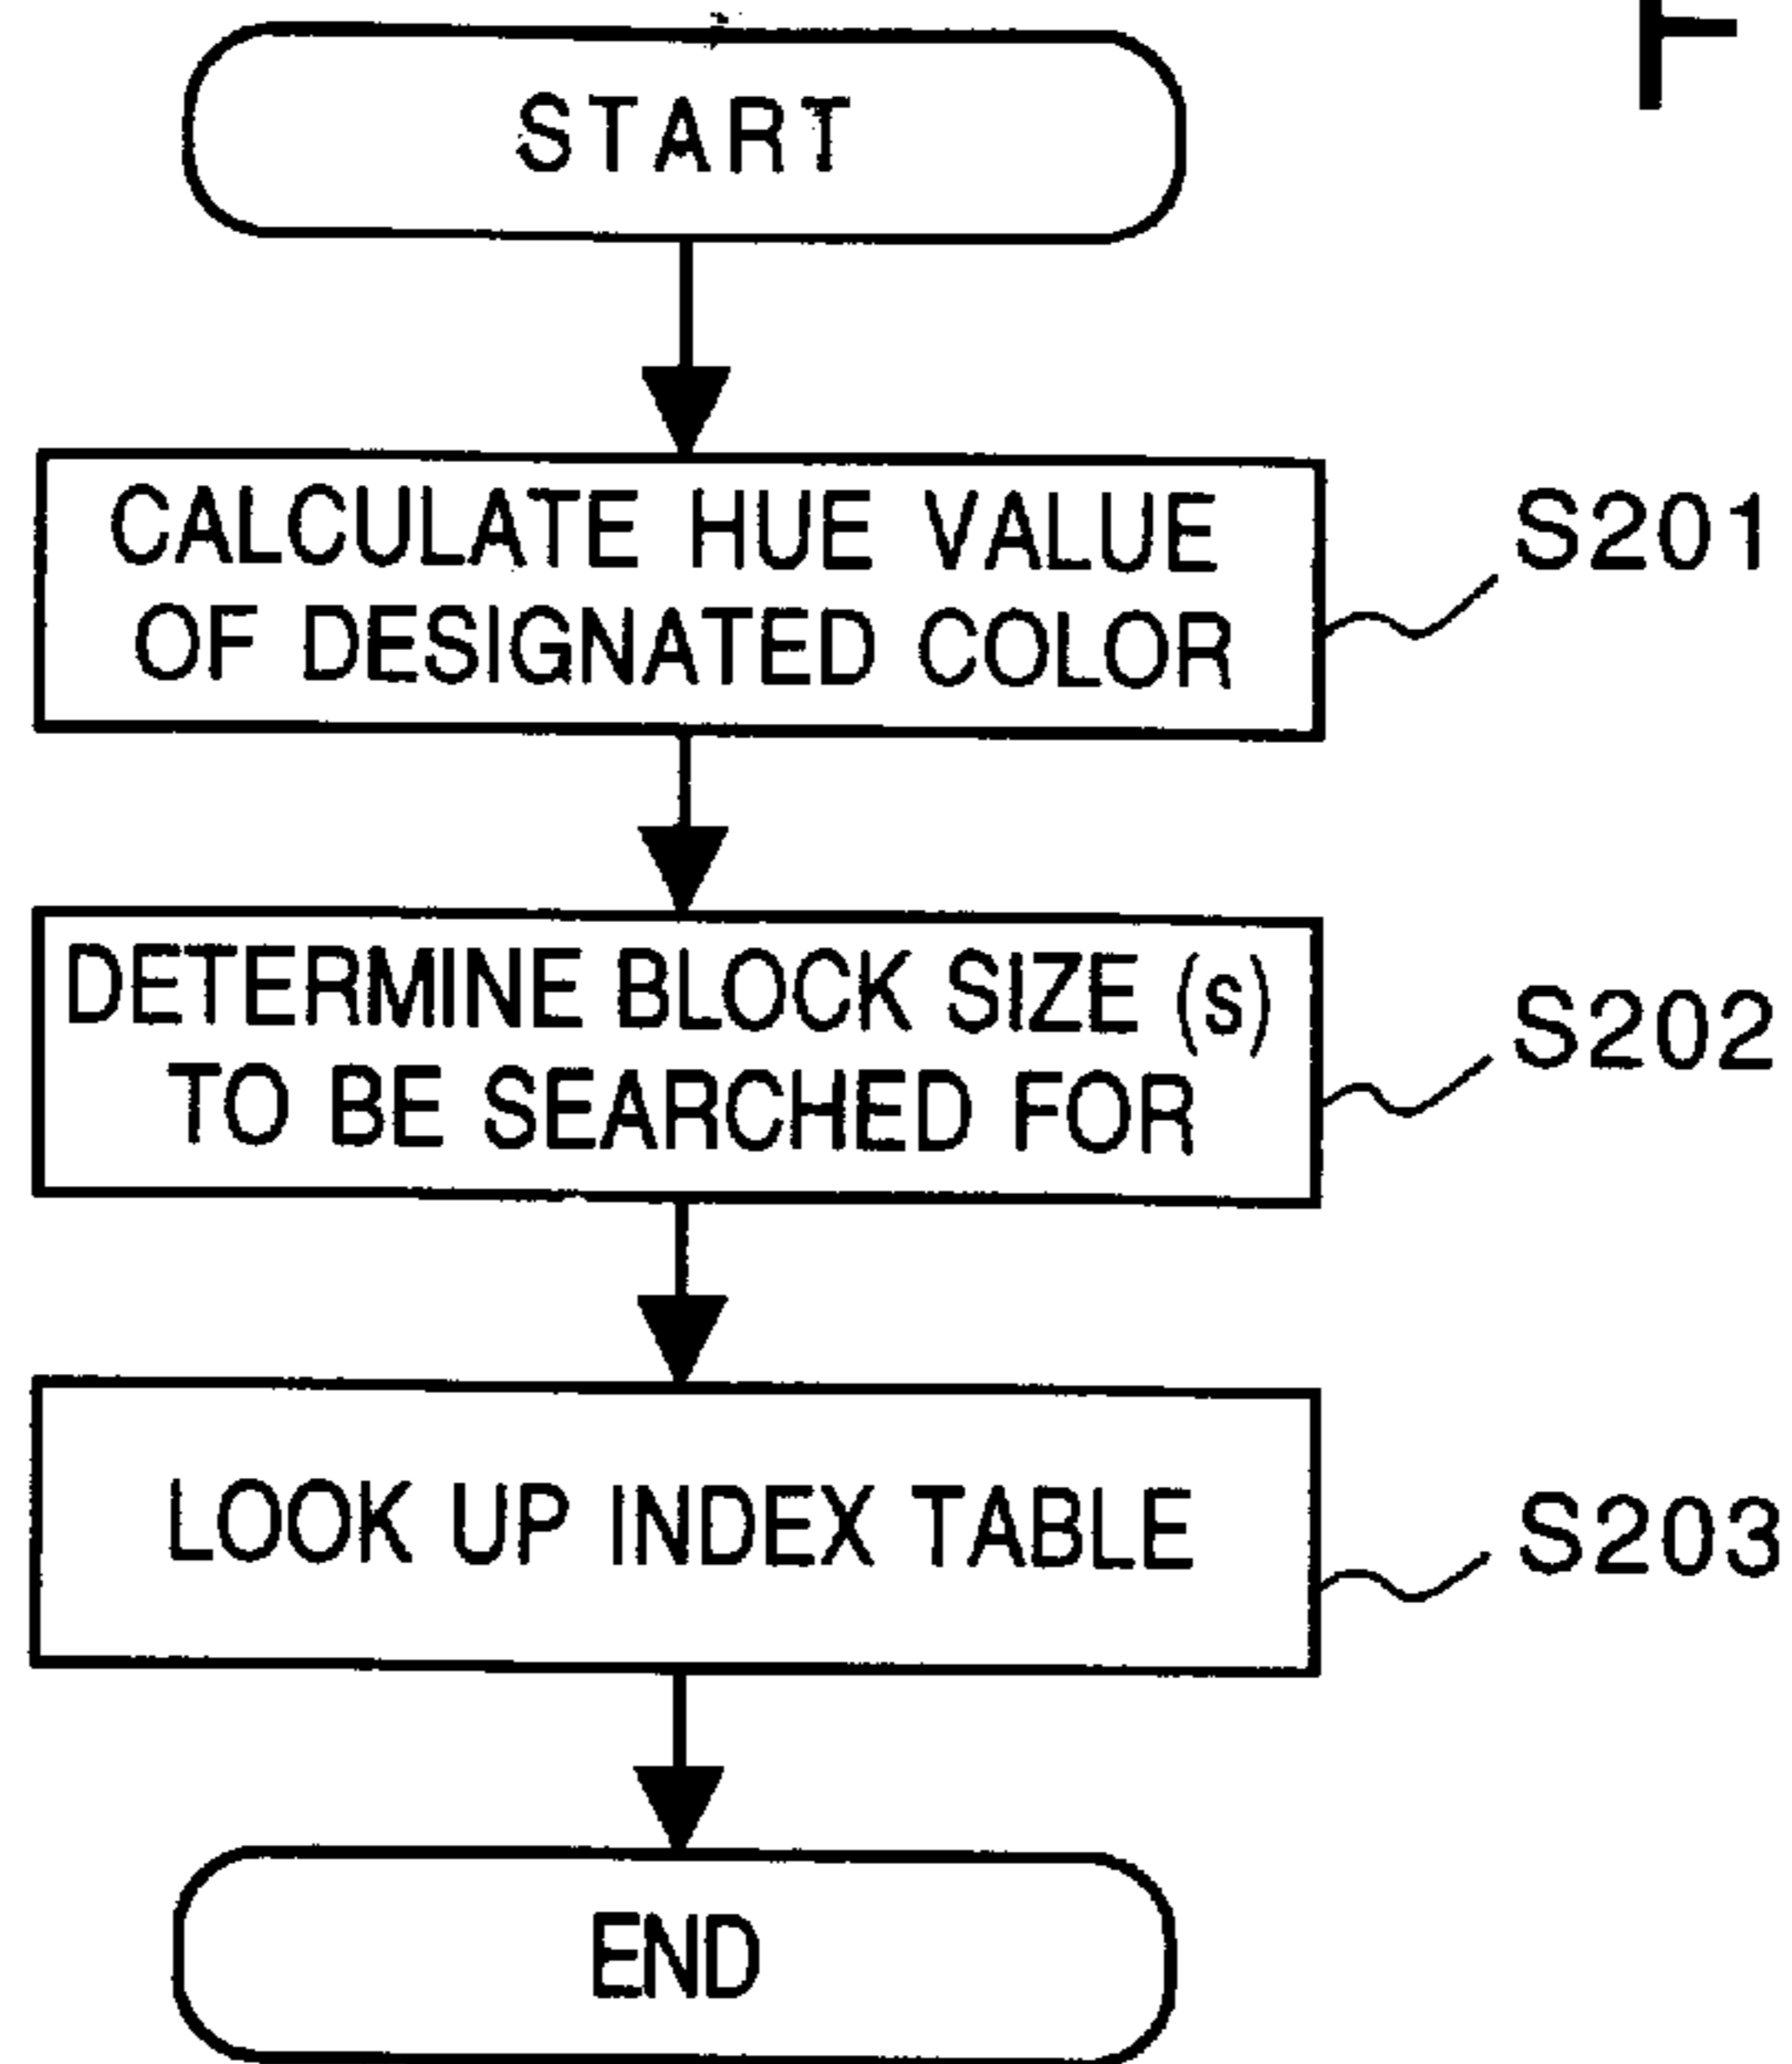 START
CALCULATE HUE VALUE
OF DESIGNATED COLOR
S201
DETERMINE BLOCK SIZE (s)
TO BE SEARCHED FOR
S202
LOOK UP INDEX TABLE
S203
END